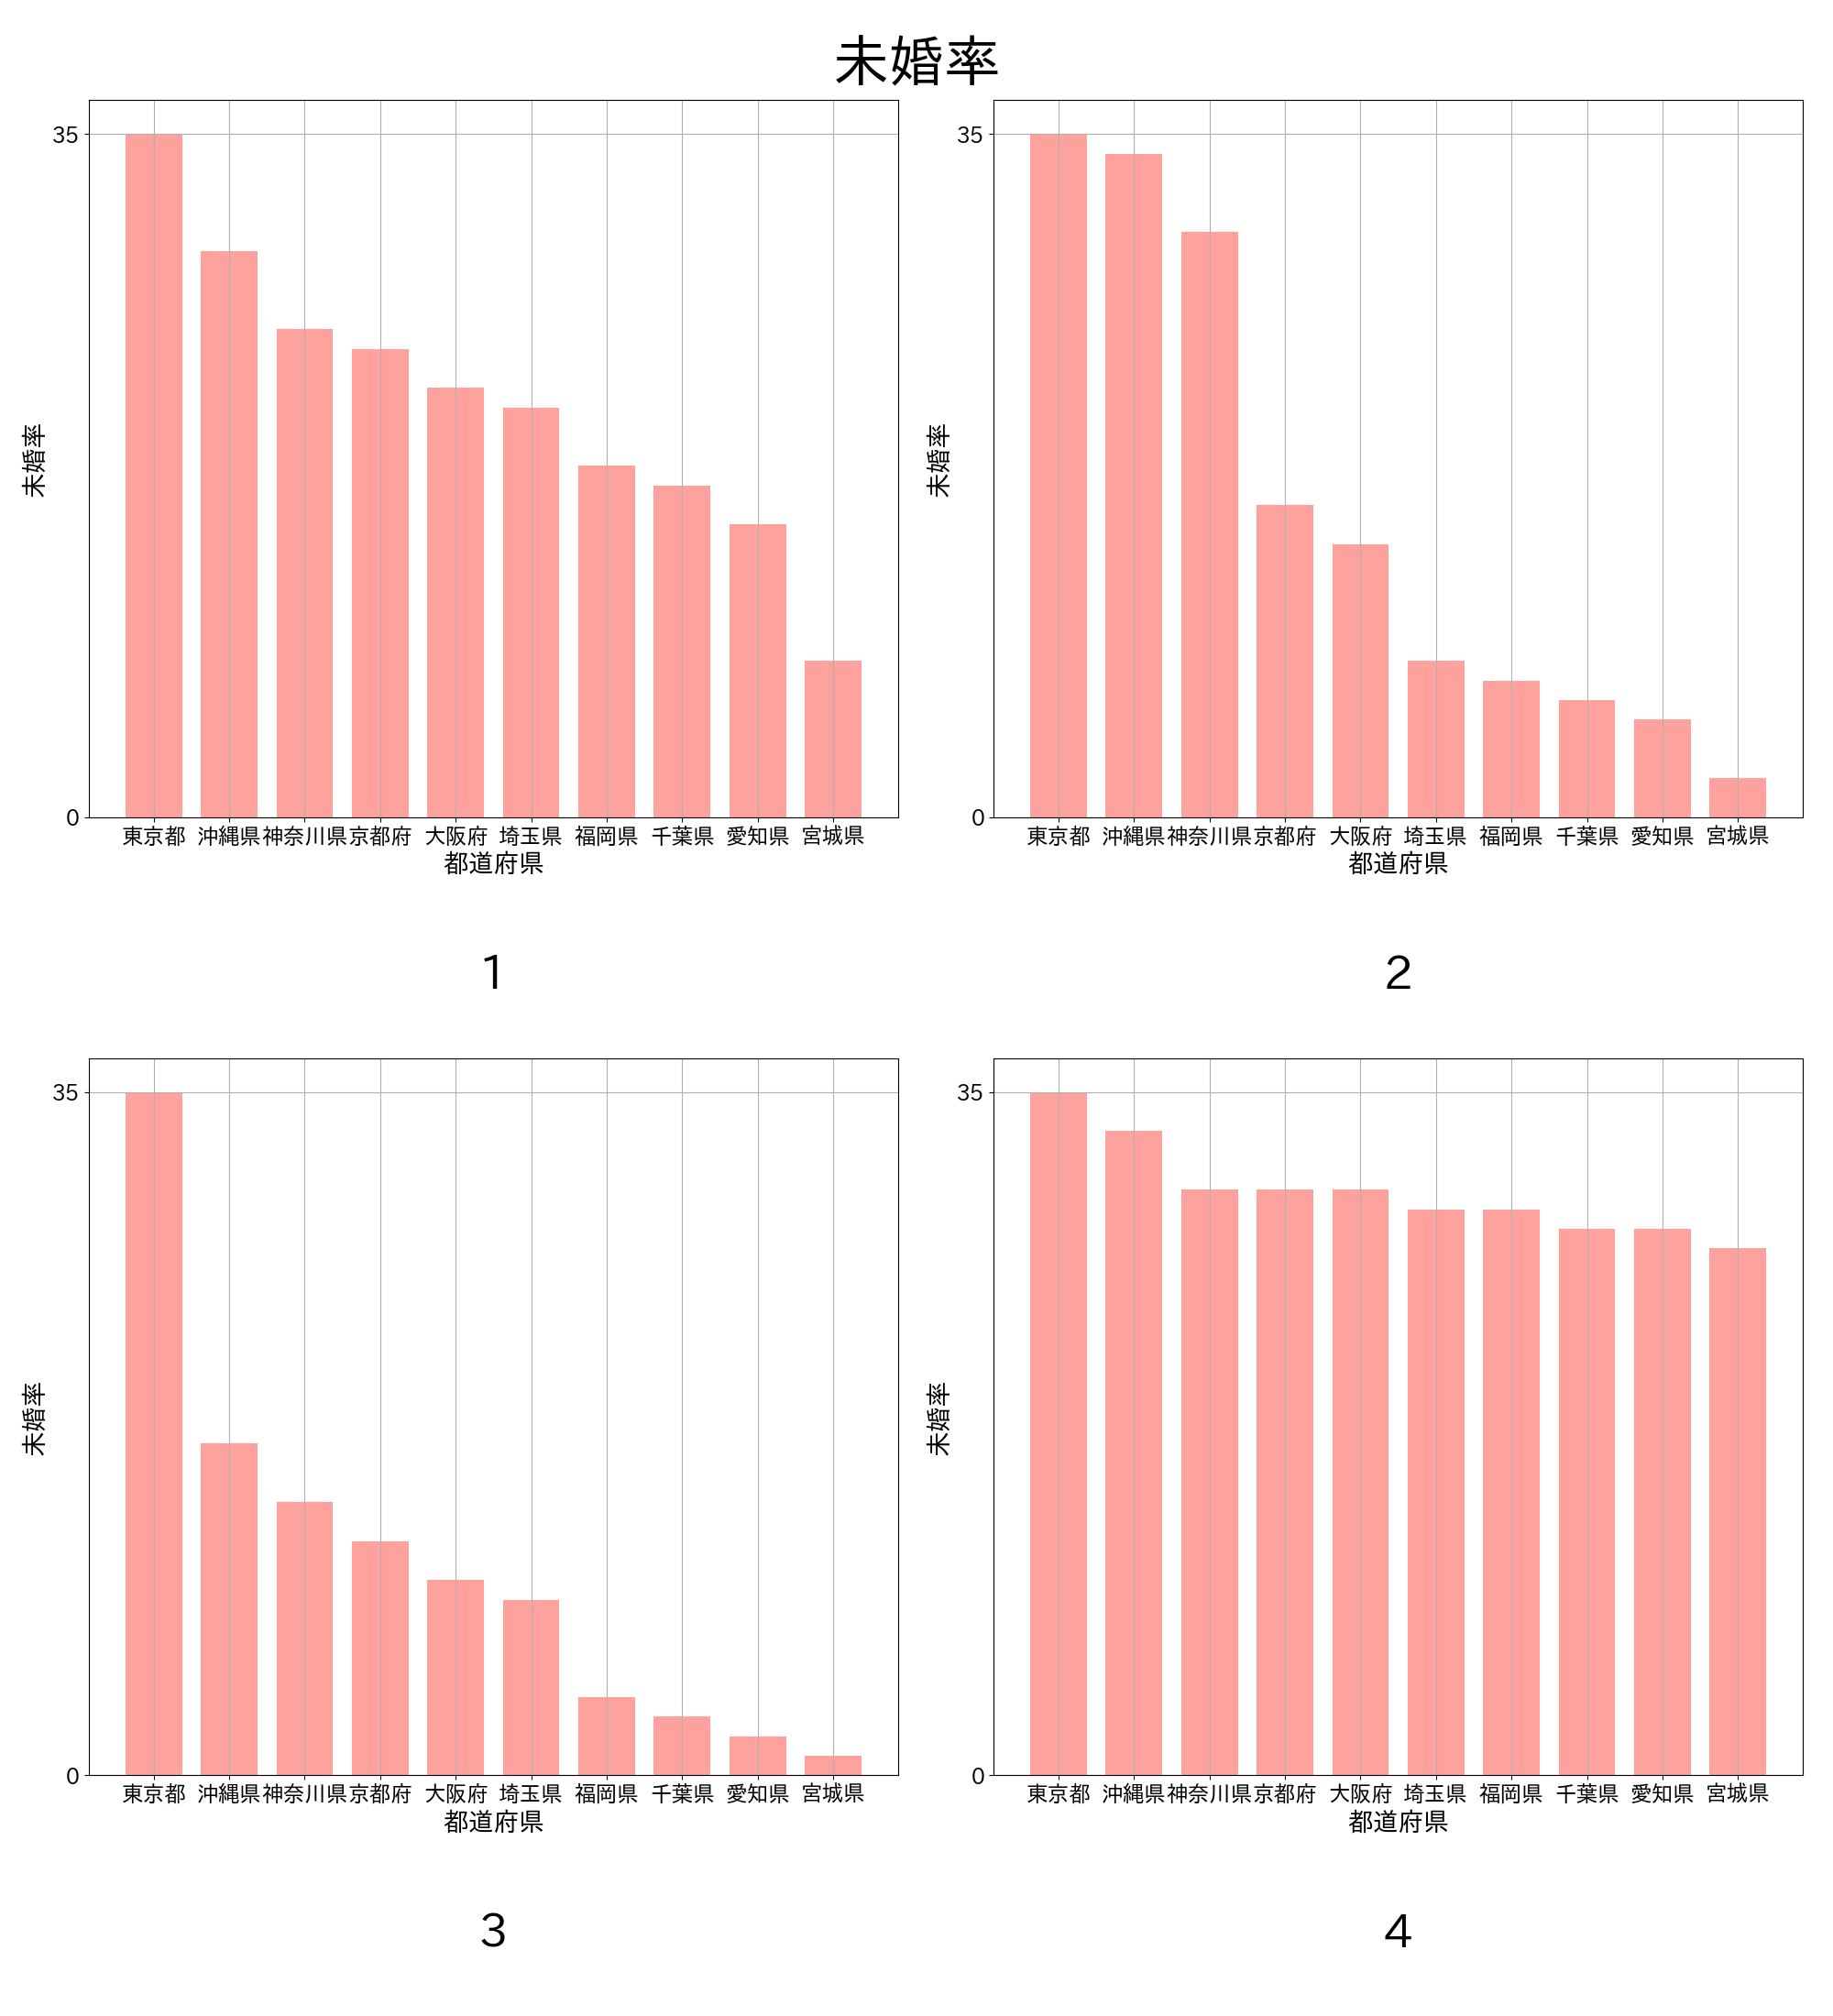 未婚率
35
0
未婚率
東京都 沖縄県 神奈川県 京都府 大阪府 埼玉県 福岡県 千葉県 愛知県 宮城県
都道府県
1
35
0
未婚率
東京都 沖縄県 神奈川県 京都府 大阪府 埼玉県 福岡県 千葉県 愛知県 宮城県
都道府県
2
35
0
未婚率
東京都 沖縄県 神奈川県 京都府 大阪府 埼玉県 福岡県 千葉県 愛知県 宮城県
都道府県
3
35
0
未婚率
東京都 沖縄県 神奈川県 京都府 大阪府 埼玉県 福岡県 千葉県 愛知県 宮城県
都道府県
4